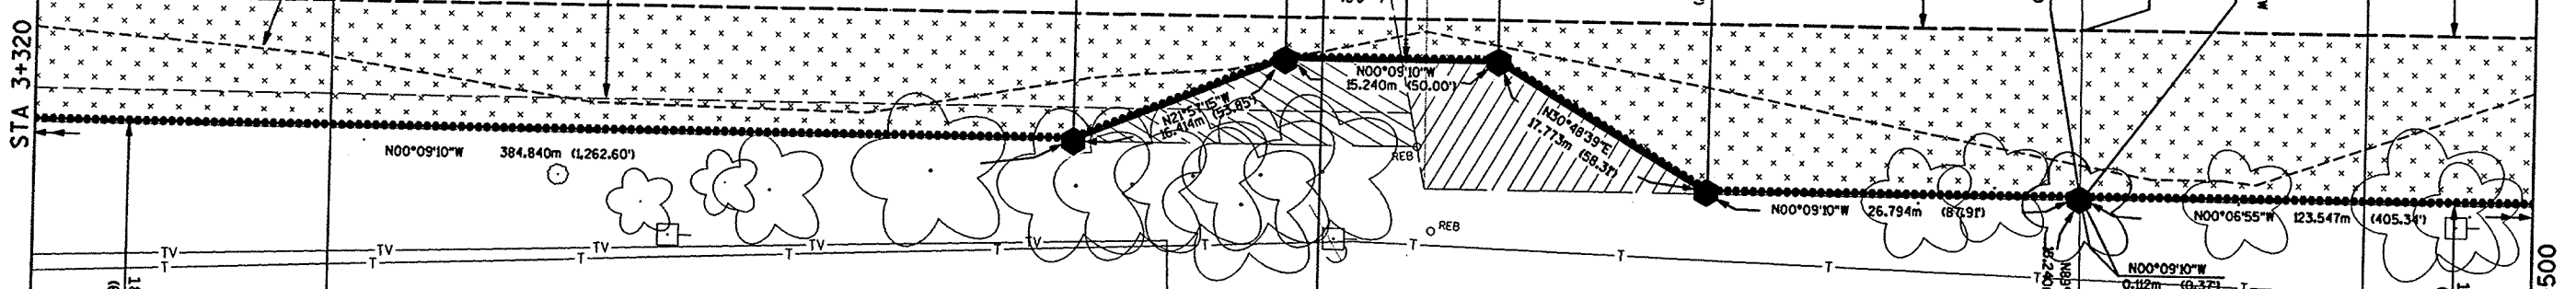 STA 3+320
N00°09'10"W 384.840m (1,262.60')
N21°57'15"W
16.414m (53.85')
N00°09'10"W
15.240m (50.00')
N30°48'39"E
17.773m (58.31')
REB
REB
N00°09'10"W 26.794m (87.91')
N00°06'55"W 123.547m (405.34')
N00°09'10"W
0.112m (0.37')
TV TV TV TV TV
T T T T T T T T T T T
500